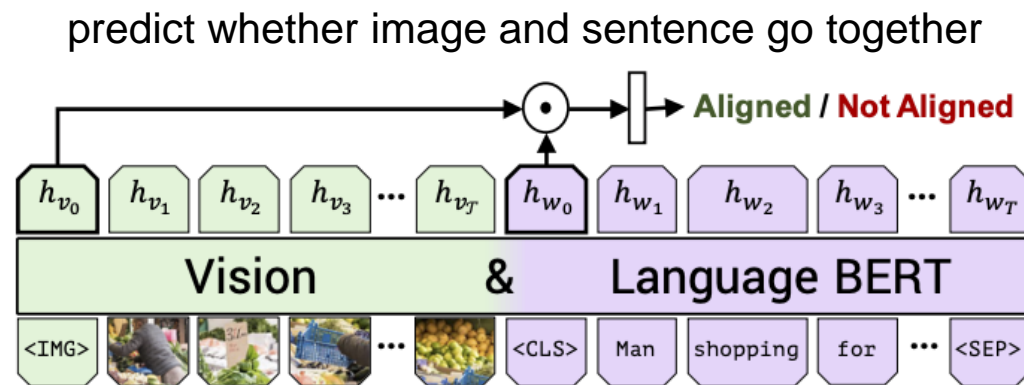 predict whether image and sentence go together
Aligned / Not Aligned
h_{v_0} h_{v_1} h_{v_2} h_{v_3} ... h_{v_𝒯} h_{w_0} h_{w_1} h_{w_2} h_{w_3} ... h_{w_T}
Vision & Language BERT
<IMG> ... <CLS> Man shopping for ... <SEP>